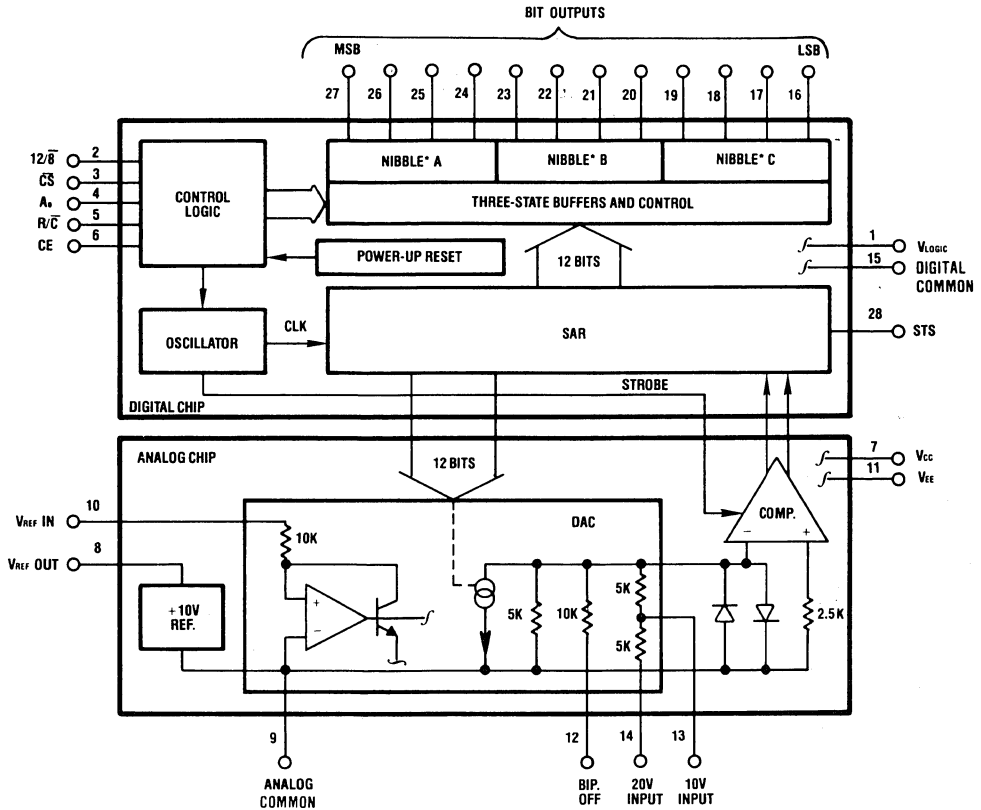 BIT OUTPUTS
MSB
LSB
27
26
25
24
23
22
21
20
19
18
17
16
NIBBLE* A
NIBBLE* B
NIBBLE* C
THREE-STATE BUFFERS AND CONTROL
12/8̅
2
C̅S̅
3
A₀
4
R/C̅
5
CE
6
CONTROL
LOGIC
POWER-UP RESET
12 BITS
1
VLOGIC
15
DIGITAL
COMMON
OSCILLATOR
CLK
SAR
28
STS
STROBE
DIGITAL CHIP
ANALOG CHIP
12 BITS
7
VCC
11
VEE
COMP.
−
+
10
VREF IN
8
VREF OUT
+10V
REF.
DAC
10K
+
−
5K
10K
5K
5K
2.5K
9
ANALOG
COMMON
12
BIP.
OFF
14
20V
INPUT
13
10V
INPUT